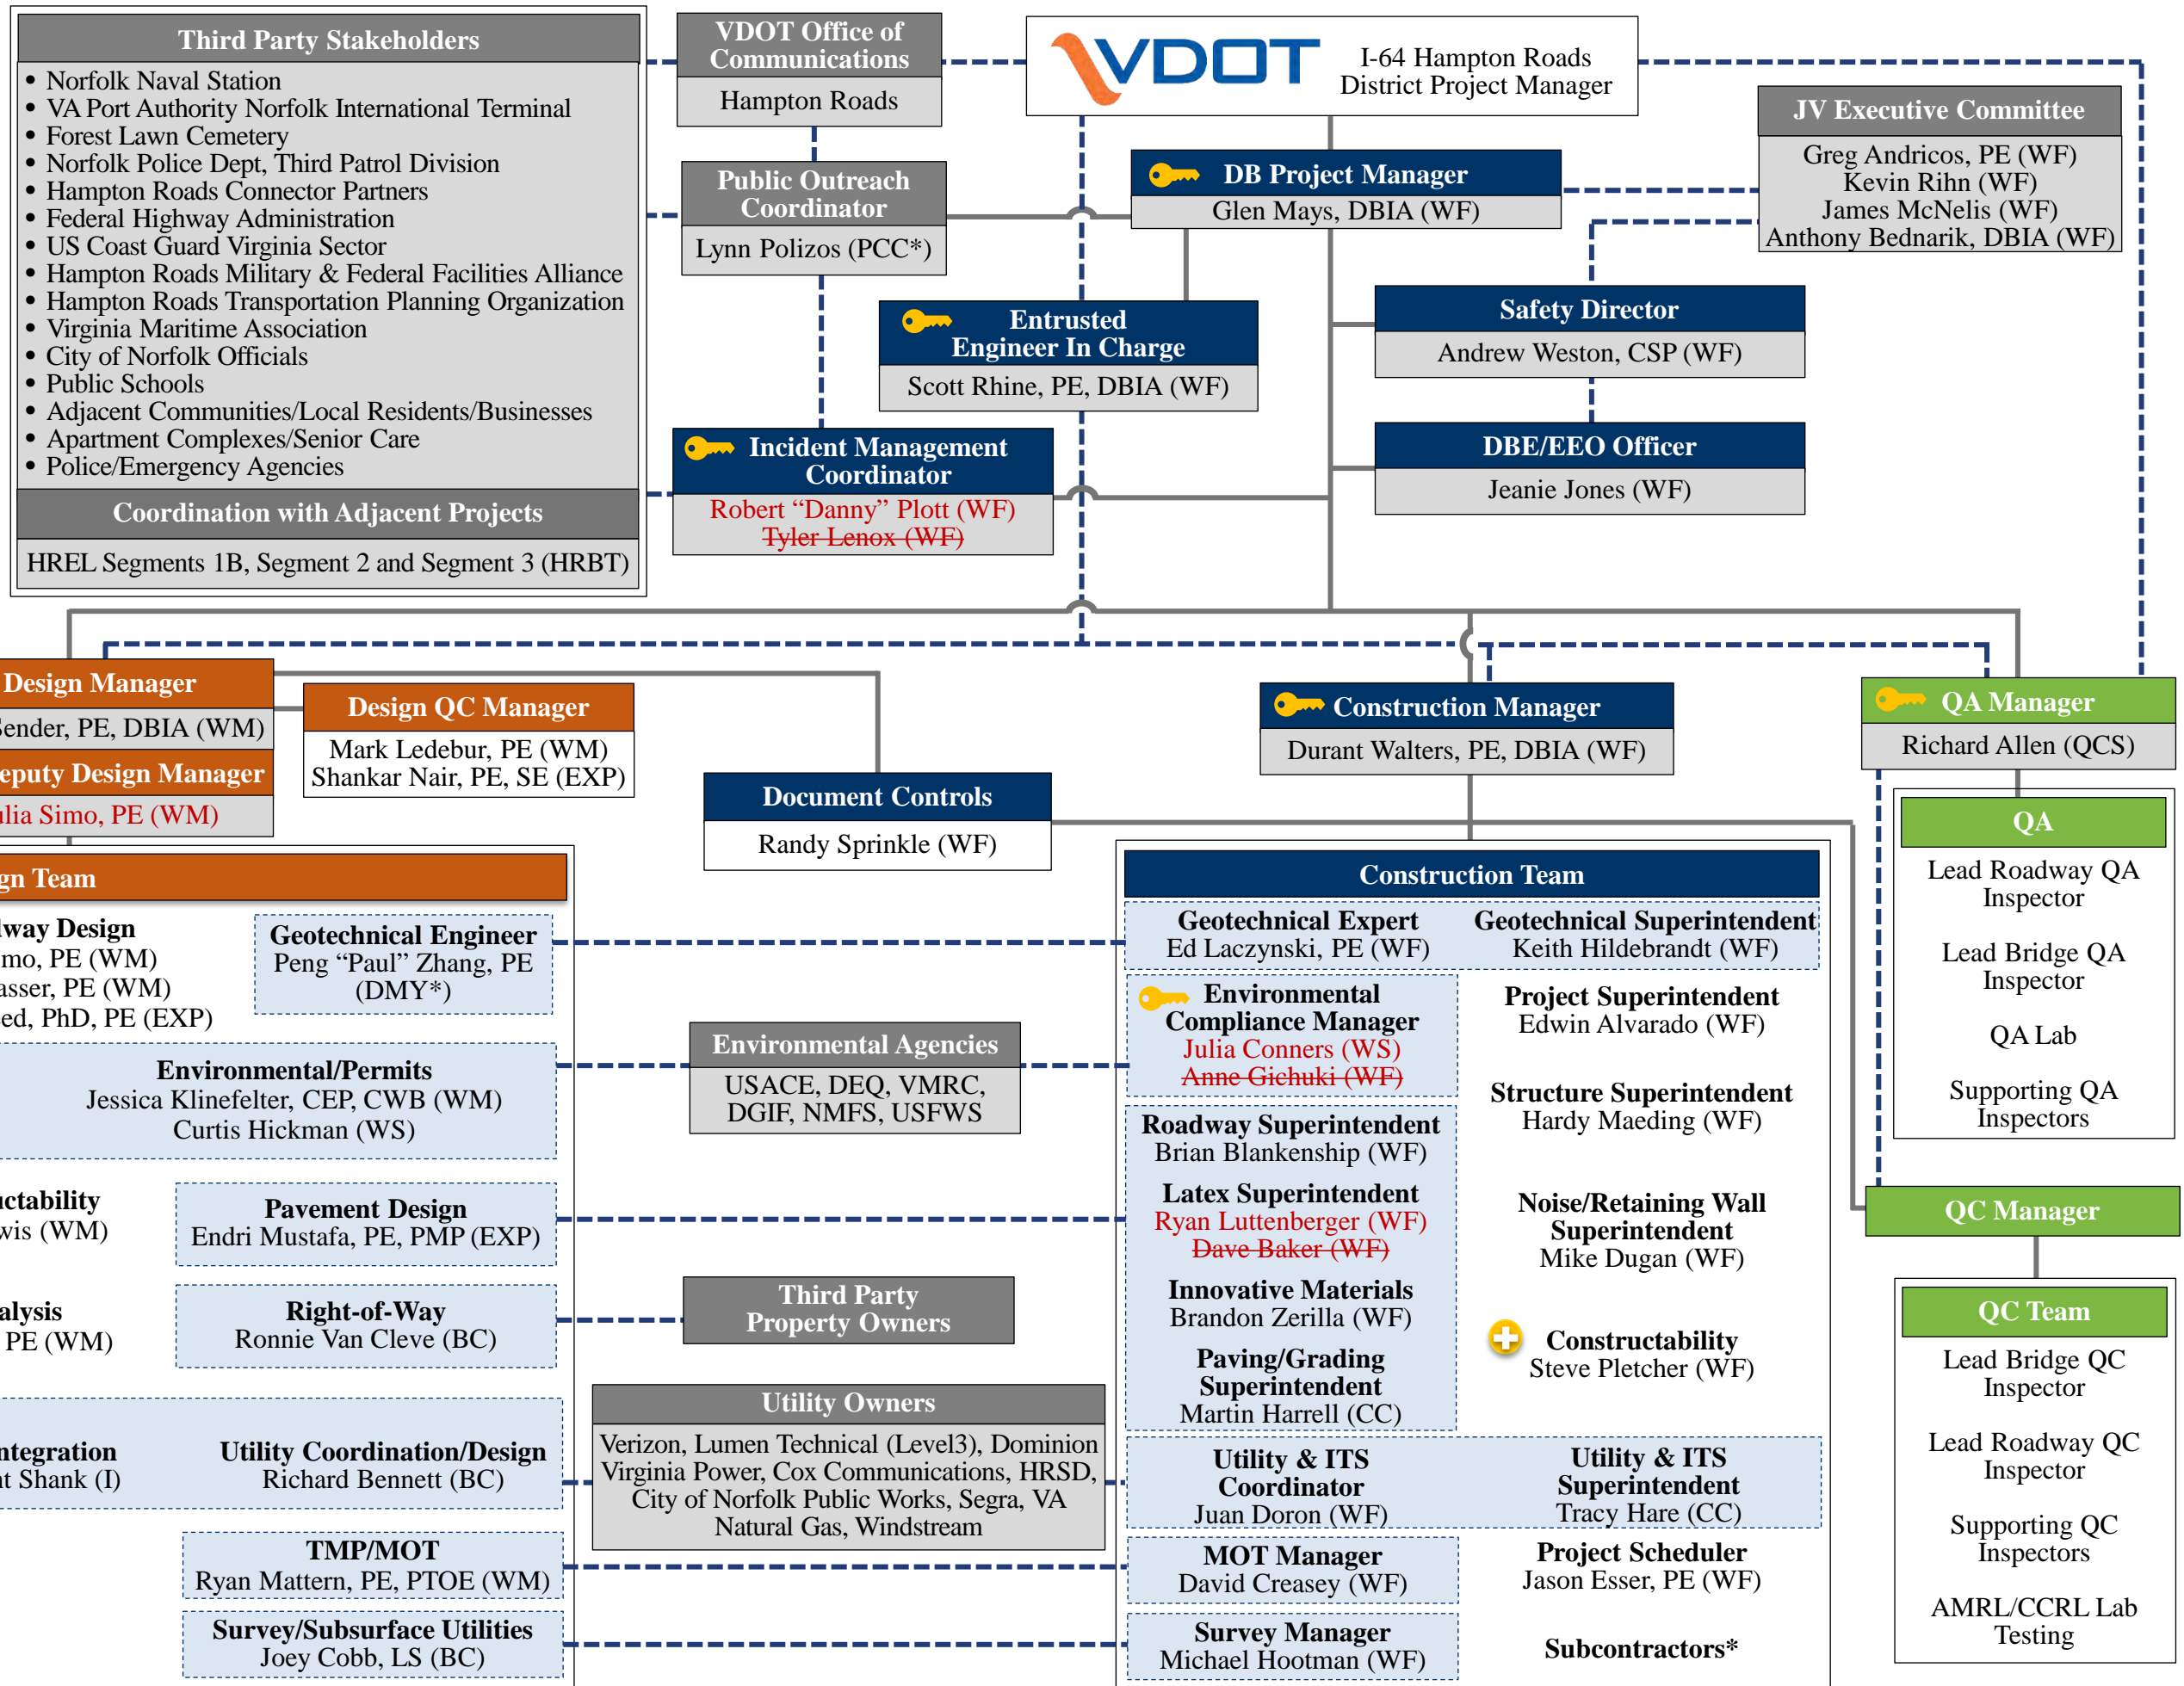 Third Party Stakeholders
• Norfolk Naval Station
• VA Port Authority Norfolk International Terminal
• Forest Lawn Cemetery
• Norfolk Police Dept, Third Patrol Division
• Hampton Roads Connector Partners
• Federal Highway Administration
• US Coast Guard Virginia Sector
• Hampton Roads Military & Federal Facilities Alliance
• Hampton Roads Transportation Planning Organization
• Virginia Maritime Association
• City of Norfolk Officials
• Public Schools
• Adjacent Communities/Local Residents/Businesses
• Apartment Complexes/Senior Care
• Police/Emergency Agencies
Coordination with Adjacent Projects
HREL Segments 1B, Segment 2 and Segment 3 (HRBT)
VDOT Office of
Communications
Hampton Roads
VDOT
I-64 Hampton Roads
District Project Manager
JV Executive Committee
Greg Andricos, PE (WF)
Kevin Rihn (WF)
James McNelis (WF)
Anthony Bednarik, DBIA (WF)
Public Outreach
Coordinator
Lynn Polizos (PCC*)
DB Project Manager
Glen Mays, DBIA (WF)
Entrusted
Engineer In Charge
Scott Rhine, PE, DBIA (WF)
Safety Director
Andrew Weston, CSP (WF)
Incident Management
Coordinator
Robert “Danny” Plott (WF)
Tyler Lenox (WF)
DBE/EEO Officer
Jeanie Jones (WF)
Design Manager
Sender, PE, DBIA (WM)
eputy Design Manager
ulia Simo, PE (WM)
Design QC Manager
Mark Ledebur, PE (WM)
Shankar Nair, PE, SE (EXP)
Document Controls
Randy Sprinkle (WF)
Construction Manager
Durant Walters, PE, DBIA (WF)
QA Manager
Richard Allen (QCS)
QA
Lead Roadway QA
Inspector
Lead Bridge QA
Inspector
QA Lab
Supporting QA
Inspectors
QC Manager
QC Team
Lead Bridge QC
Inspector
Lead Roadway QC
Inspector
Supporting QC
Inspectors
AMRL/CCRL Lab
Testing
gn Team
way Design
mo, PE (WM)
asser, PE (WM)
ed, PhD, PE (EXP)
Geotechnical Engineer
Peng “Paul” Zhang, PE
(DMY*)
Environmental/Permits
Jessica Klinefelter, CEP, CWB (WM)
Curtis Hickman (WS)
uctability
wis (WM)
Pavement Design
Endri Mustafa, PE, PMP (EXP)
alysis
PE (WM)
Right-of-Way
Ronnie Van Cleve (BC)
ntegration
nt Shank (I)
Utility Coordination/Design
Richard Bennett (BC)
TMP/MOT
Ryan Mattern, PE, PTOE (WM)
Survey/Subsurface Utilities
Joey Cobb, LS (BC)
Environmental Agencies
USACE, DEQ, VMRC,
DGIF, NMFS, USFWS
Third Party
Property Owners
Utility Owners
Verizon, Lumen Technical (Level3), Dominion
Virginia Power, Cox Communications, HRSD,
City of Norfolk Public Works, Segra, VA
Natural Gas, Windstream
Construction Team
Geotechnical Expert
Ed Laczynski, PE (WF)
Geotechnical Superintendent
Keith Hildebrandt (WF)
Environmental
Compliance Manager
Julia Conners (WS)
Anne Gichuki (WF)
Project Superintendent
Edwin Alvarado (WF)
Structure Superintendent
Hardy Maeding (WF)
Roadway Superintendent
Brian Blankenship (WF)
Latex Superintendent
Ryan Luttenberger (WF)
Dave Baker (WF)
Noise/Retaining Wall
Superintendent
Mike Dugan (WF)
Innovative Materials
Brandon Zerilla (WF)
Constructability
Steve Pletcher (WF)
Paving/Grading
Superintendent
Martin Harrell (CC)
Utility & ITS
Coordinator
Juan Doron (WF)
Utility & ITS
Superintendent
Tracy Hare (CC)
MOT Manager
David Creasey (WF)
Project Scheduler
Jason Esser, PE (WF)
Survey Manager
Michael Hootman (WF)
Subcontractors*